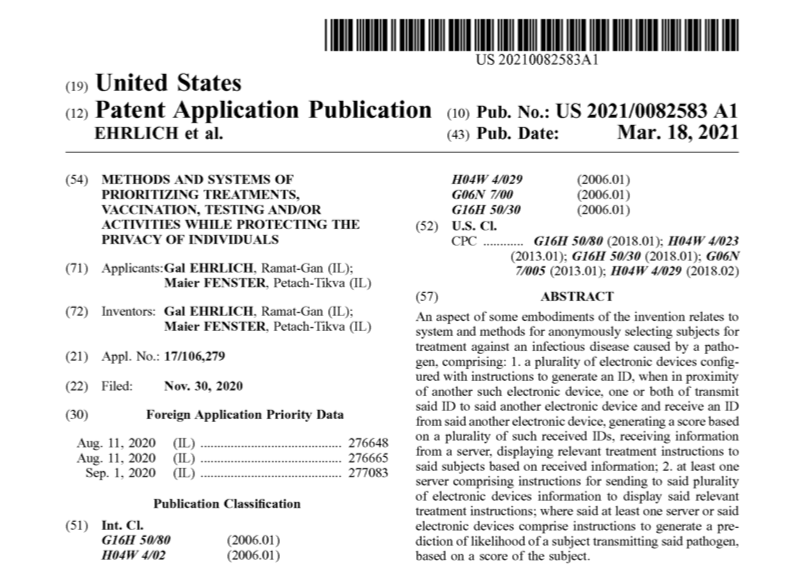 US 20210082583A1
(19) United States
(12) Patent Application Publication (10) Pub. No.: US 2021/0082583 A1
EHRLICH et al. (43) Pub. Date: Mar. 18, 2021
(54) METHODS AND SYSTEMS OF
PRIORITIZING TREATMENTS,
VACCINATION, TESTING AND/OR
ACTIVITIES WHILE PROTECTING THE
PRIVACY OF INDIVIDUALS
(71) Applicants:Gal EHRLICH, Ramat-Gan (IL);
Maier FENSTER, Petach-Tikva (IL)
(72) Inventors: Gal EHRLICH, Ramat-Gan (IL);
Maier FENSTER, Petach-Tikva (IL)
(21) Appl. No.: 17/106,279
(22) Filed: Nov. 30, 2020
(30) Foreign Application Priority Data
Aug. 11, 2020 (IL) ........................................ 276648
Aug. 11, 2020 (IL) ........................................ 276665
Sep. 1, 2020 (IL) ........................................ 277083
Publication Classification
(51) Int. Cl.
G16H 50/80 (2006.01)
H04W 4/02 (2006.01)
H04W 4/029 (2006.01)
G06N 7/00 (2006.01)
G16H 50/30 (2006.01)
(52) U.S. Cl.
CPC ............ G16H 50/80 (2018.01); H04W 4/023
(2013.01); G16H 50/30 (2018.01); G06N
7/005 (2013.01); H04W 4/029 (2018.02)
(57) ABSTRACT
An aspect of some embodiments of the invention relates to
system and methods for anonymously selecting subjects for
treatment against an infectious disease caused by a patho-
gen, comprising: 1. a plurality of electronic devices config-
ured with instructions to generate an ID, when in proximity
of another such electronic device, one or both of transmit
said ID to said another electronic device and receive an ID
from said another electronic device, generating a score based
on a plurality of such received IDs, receiving information
from a server, displaying relevant treatment instructions to
said subjects based on received information; 2. at least one
server comprising instructions for sending to said plurality
of electronic devices information to display said relevant
treatment instructions; where said at least one server or said
electronic devices comprise instructions to generate a pre-
diction of likelihood of a subject transmitting said pathogen,
based on a score of the subject.